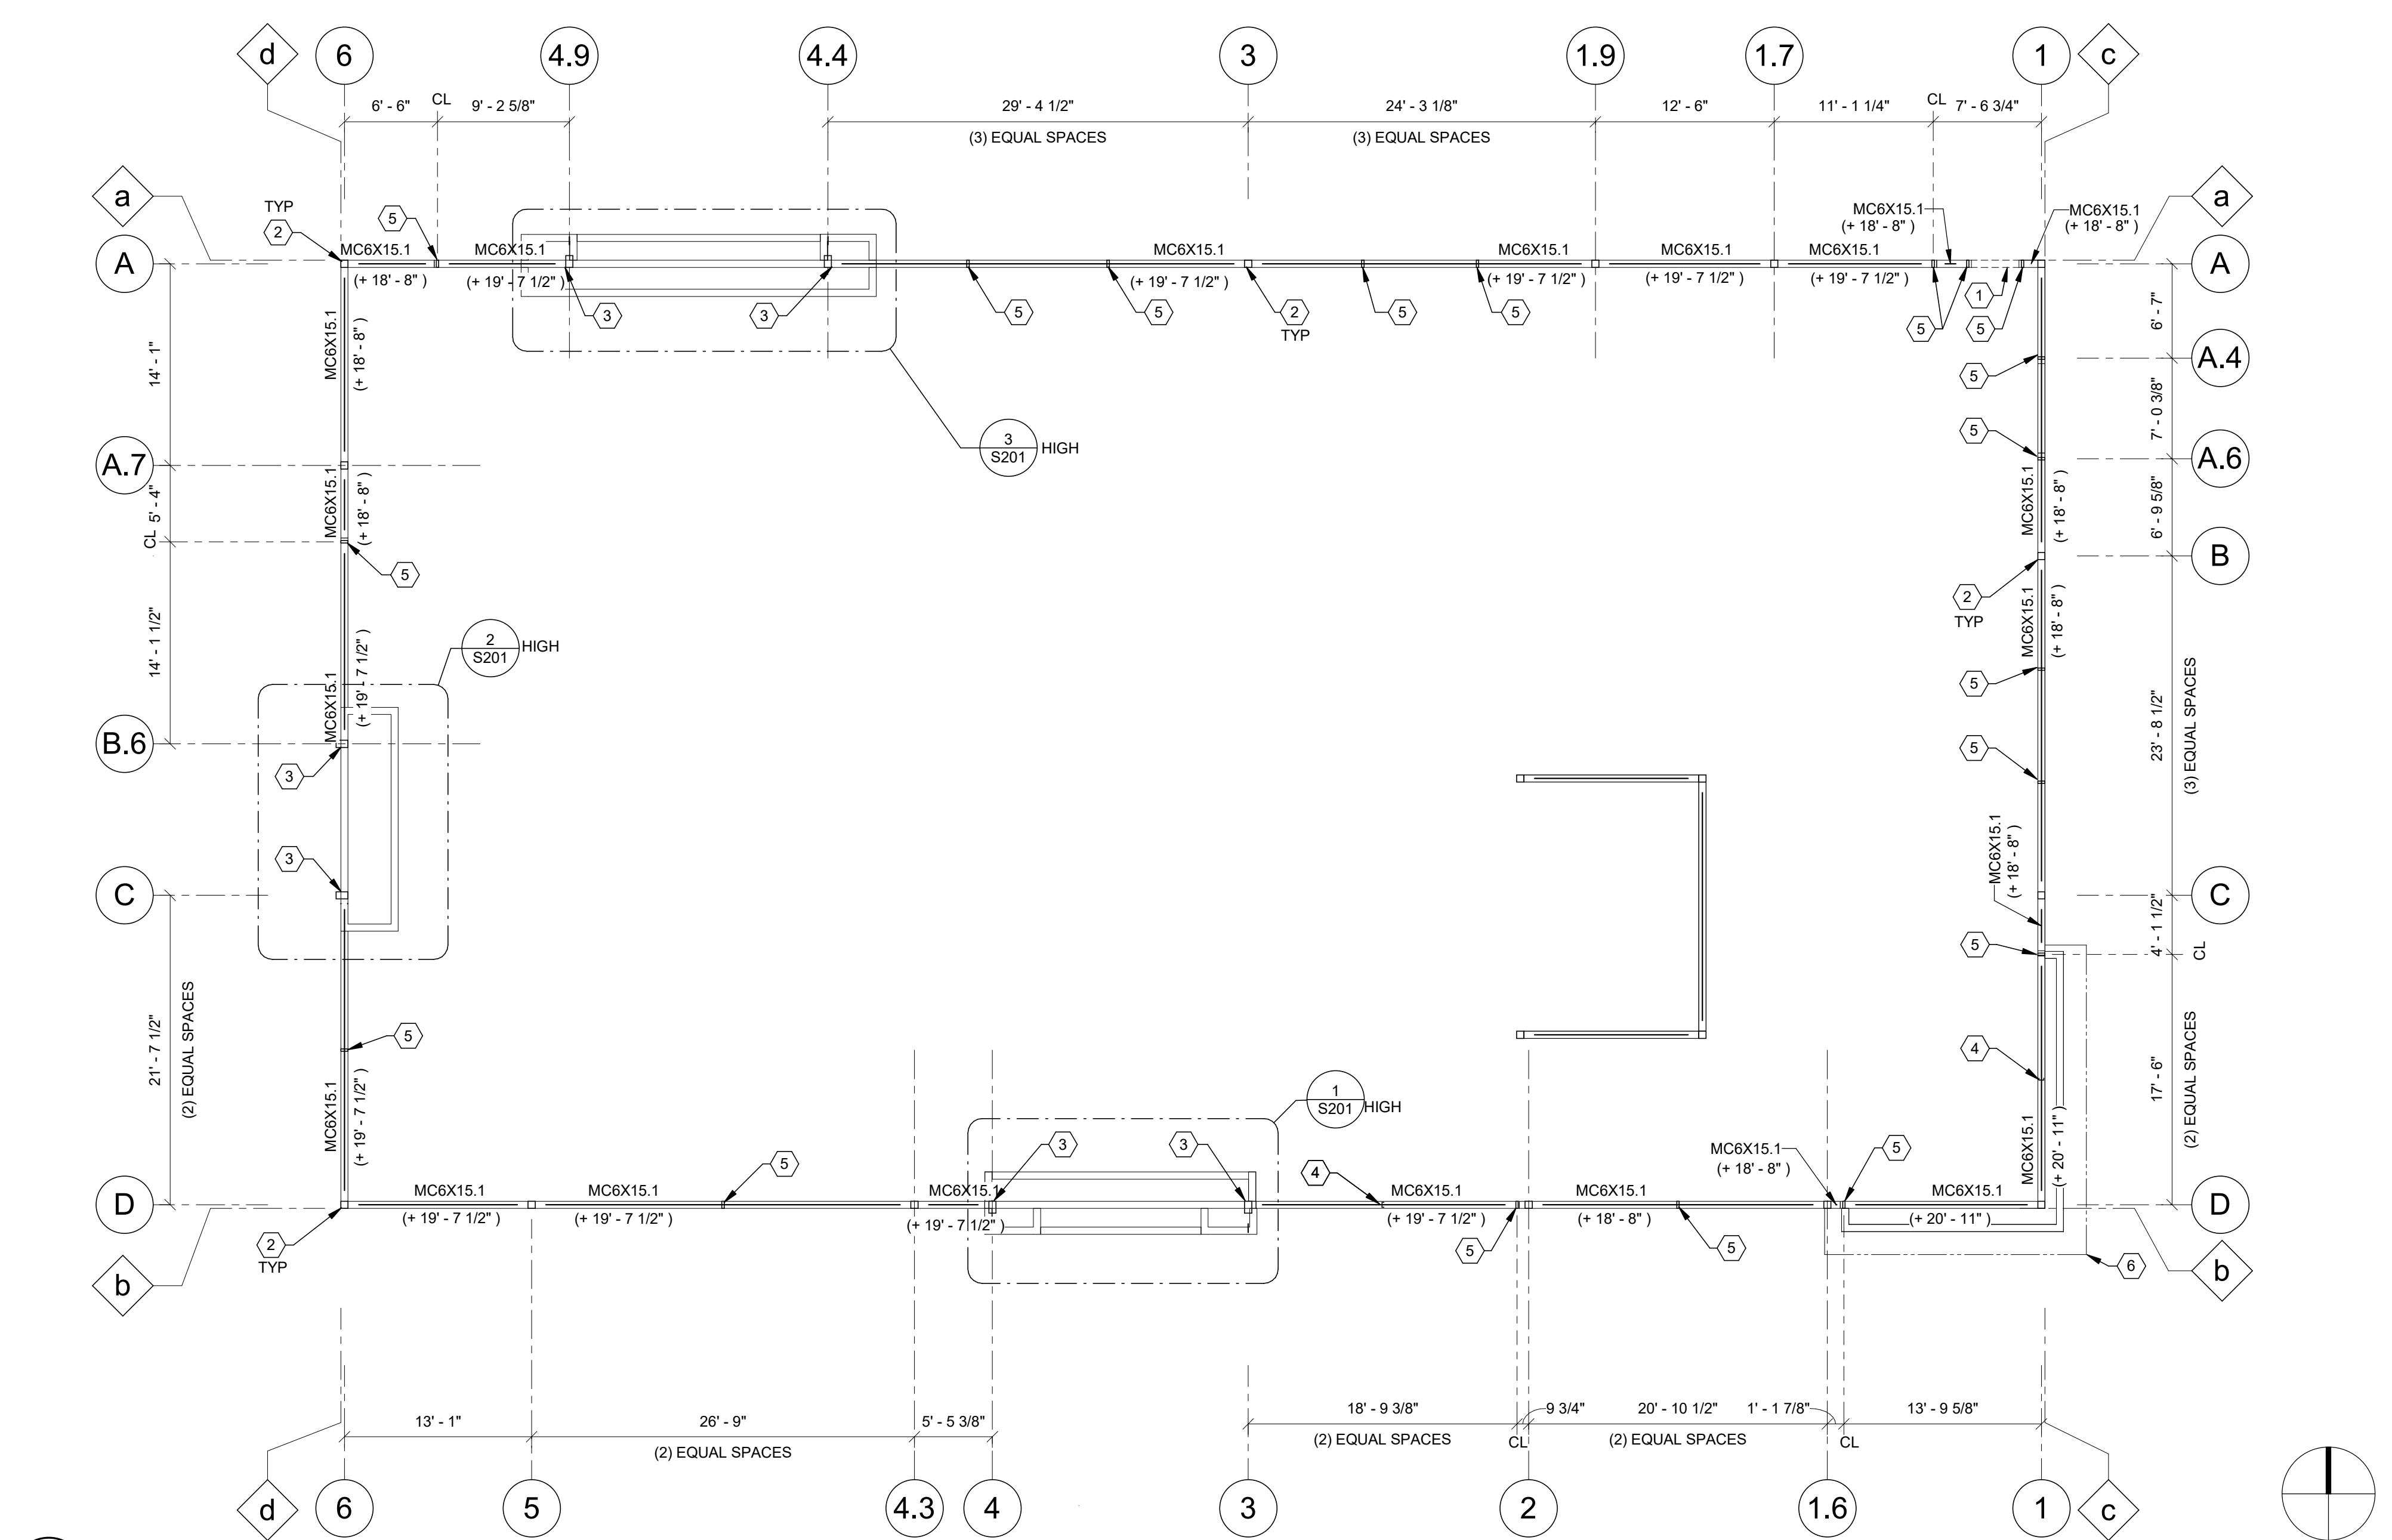 d
6
4.9
4.4
3
1.9
1.7
1
c
6' - 6"
CL
9' - 2 5/8"
29' - 4 1/2"
24' - 3 1/8"
12' - 6"
11' - 1 1/4"
CL
7' - 6 3/4"
(3) EQUAL SPACES
(3) EQUAL SPACES
a
a
TYP
2
5
MC6X15.1
(+ 18' - 8" )
MC6X15.1
(+ 18' - 8" )
A
MC6X15.1
MC6X15.1
MC6X15.1
MC6X15.1
MC6X15.1
MC6X15.1
A
(+ 18' - 8" )
(+ 19' - 7 1/2" )
(+ 19' - 7 1/2" )
(+ 19' - 7 1/2" )
(+ 19' - 7 1/2" )
(+ 19' - 7 1/2" )
3
3
5
5
2
TYP
5
5
5
5
1
14' - 1"
MC6X15.1
(+ 18' - 8" )
6' - 7"
A.4
5
5
7' - 0 3/8"
3
S201
HIGH
A.7
A.6
CL
5' - 4"
MC6X15.1
(+ 18' - 8" )
MC6X15.1
(+ 18' - 8" )
6' - 9 5/8"
B
5
2
TYP
MC6X15.1
(+ 18' - 8" )
14' - 1 1/2"
2
S201
HIGH
MC6X15.1
(+ 19' - 7 1/2" )
5
23' - 8 1/2"
(3) EQUAL SPACES
B.6
3
5
3
MC6X15.1
(+ 18' - 8" )
C
C
5
4' - 1 1/2"
CL
21' - 7 1/2"
(2) EQUAL SPACES
5
4
17' - 6"
(2) EQUAL SPACES
MC6X15.1
(+ 19' - 7 1/2" )
1
S201
HIGH
MC6X15.1
(+ 20' - 11" )
3
3
5
4
MC6X15.1
(+ 18' - 8" )
5
D
MC6X15.1
MC6X15.1
MC6X15.1
MC6X15.1
MC6X15.1
MC6X15.1
D
(+ 19' - 7 1/2" )
(+ 19' - 7 1/2" )
(+ 19' - 7 1/2" )
(+ 19' - 7 1/2" )
(+ 18' - 8" )
(+ 20' - 11" )
2
TYP
5
5
6
b
b
13' - 1"
26' - 9"
5' - 5 3/8"
18' - 9 3/8"
9 3/4"
20' - 10 1/2"
1' - 1 7/8"
13' - 9 5/8"
(2) EQUAL SPACES
(2) EQUAL SPACES
CL
(2) EQUAL SPACES
CL
d
6
5
4.3
4
3
2
1.6
1
c